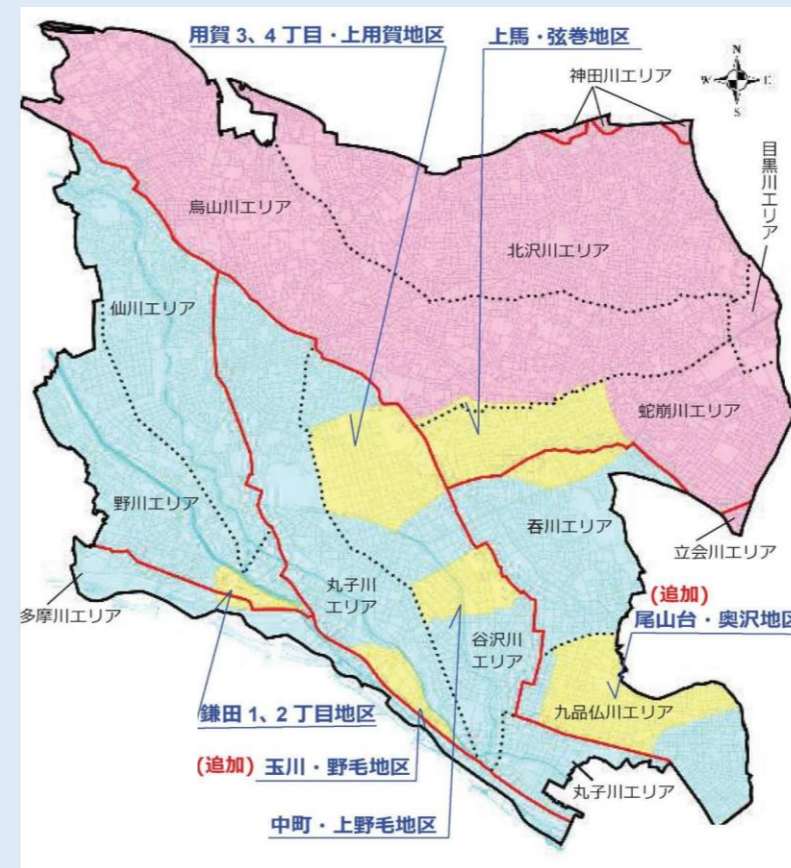 用賀 3、4 丁目・上用賀地区
上馬・弦巻地区
N
W
E
S
神田川エリア
目黒川エリア
烏山川エリア
北沢川エリア
仙川エリア
蛇崩川エリア
野川エリア
呑川エリア
立会川エリア
丸子川
エリア
多摩川エリア
(追加)
尾山台・奥沢地区
谷沢川
エリア
鎌田 1、2 丁目地区
九品仏川エリア
(追加) 玉川・野毛地区
丸子川エリア
中町・上野毛地区